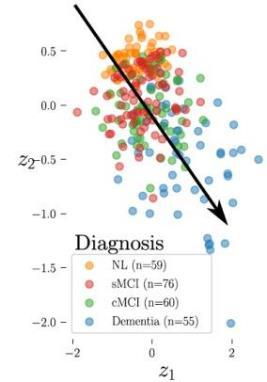 0.5
0.0
z2
−0.5
−1.0
Diagnosis
−1.5
NL (n=59)
sMCI (n=76)
cMCI (n=60)
Dementia (n=55)
−2.0
−2 0 2
z1